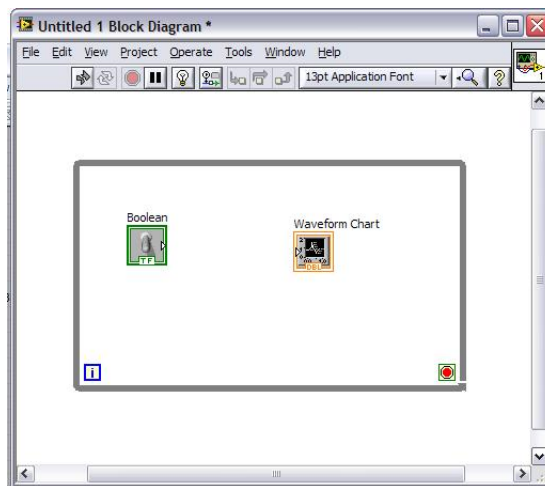 Untitled 1 Block Diagram *
File Edit View Project Operate Tools Window Help
13pt Application Font
1
Boolean
TF
Waveform Chart
DBL
i